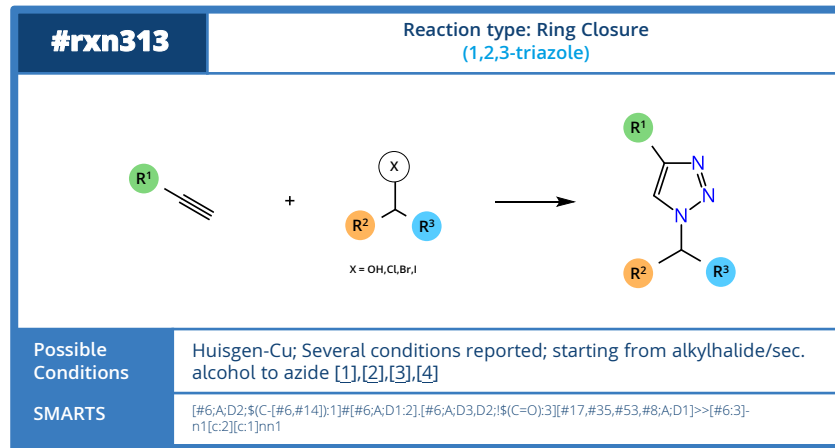 #rxn313
Reaction type: Ring Closure
(1,2,3-triazole)
R¹
+
X
R²
R³
X = OH,Cl,Br,I
R¹
N
N
N
R²
R³
Possible
Conditions
Huisgen-Cu; Several conditions reported; starting from alkylhalide/sec.
alcohol to azide [1],[2],[3],[4]
SMARTS
[#6;A;D2;$(C-[#6,#14]):1]#[#6;A;D1:2].[#6;A;D3,D2;!$(C=O):3][#17,#35,#53,#8;A;D1]>>[#6:3]-
n1[c:2][c:1]nn1